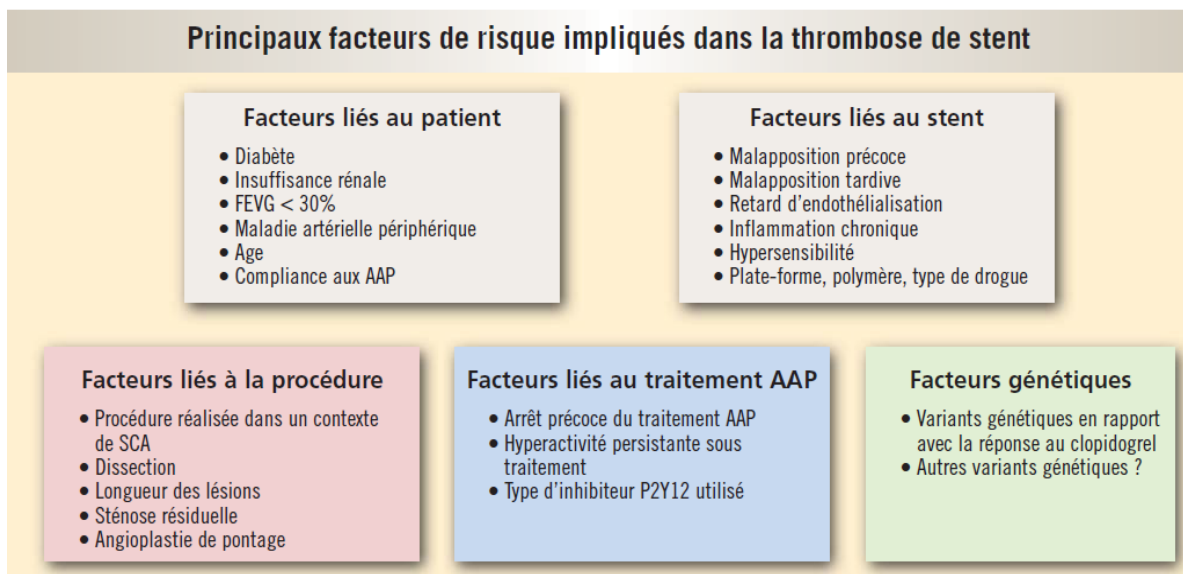 Principaux facteurs de risque impliqués dans la thrombose de stent
Facteurs liés au patient
• Diabète
• Insuffisance rénale
• FEVG < 30%
• Maladie artérielle périphérique
• Age
• Compliance aux AAP
Facteurs liés au stent
• Malapposition précoce
• Malapposition tardive
• Retard d'endothélialisation
• Inflammation chronique
• Hypersensibilité
• Plate-forme, polymère, type de drogue
Facteurs liés à la procédure
• Procédure réalisée dans un contexte
de SCA
• Dissection
• Longueur des lésions
• Sténose résiduelle
• Angioplastie de pontage
Facteurs liés au traitement AAP
• Arrêt précoce du traitement AAP
• Hyperactivité persistante sous
traitement
• Type d'inhibiteur P2Y12 utilisé
Facteurs génétiques
• Variants génétiques en rapport
avec la réponse au clopidogrel
• Autres variants génétiques ?